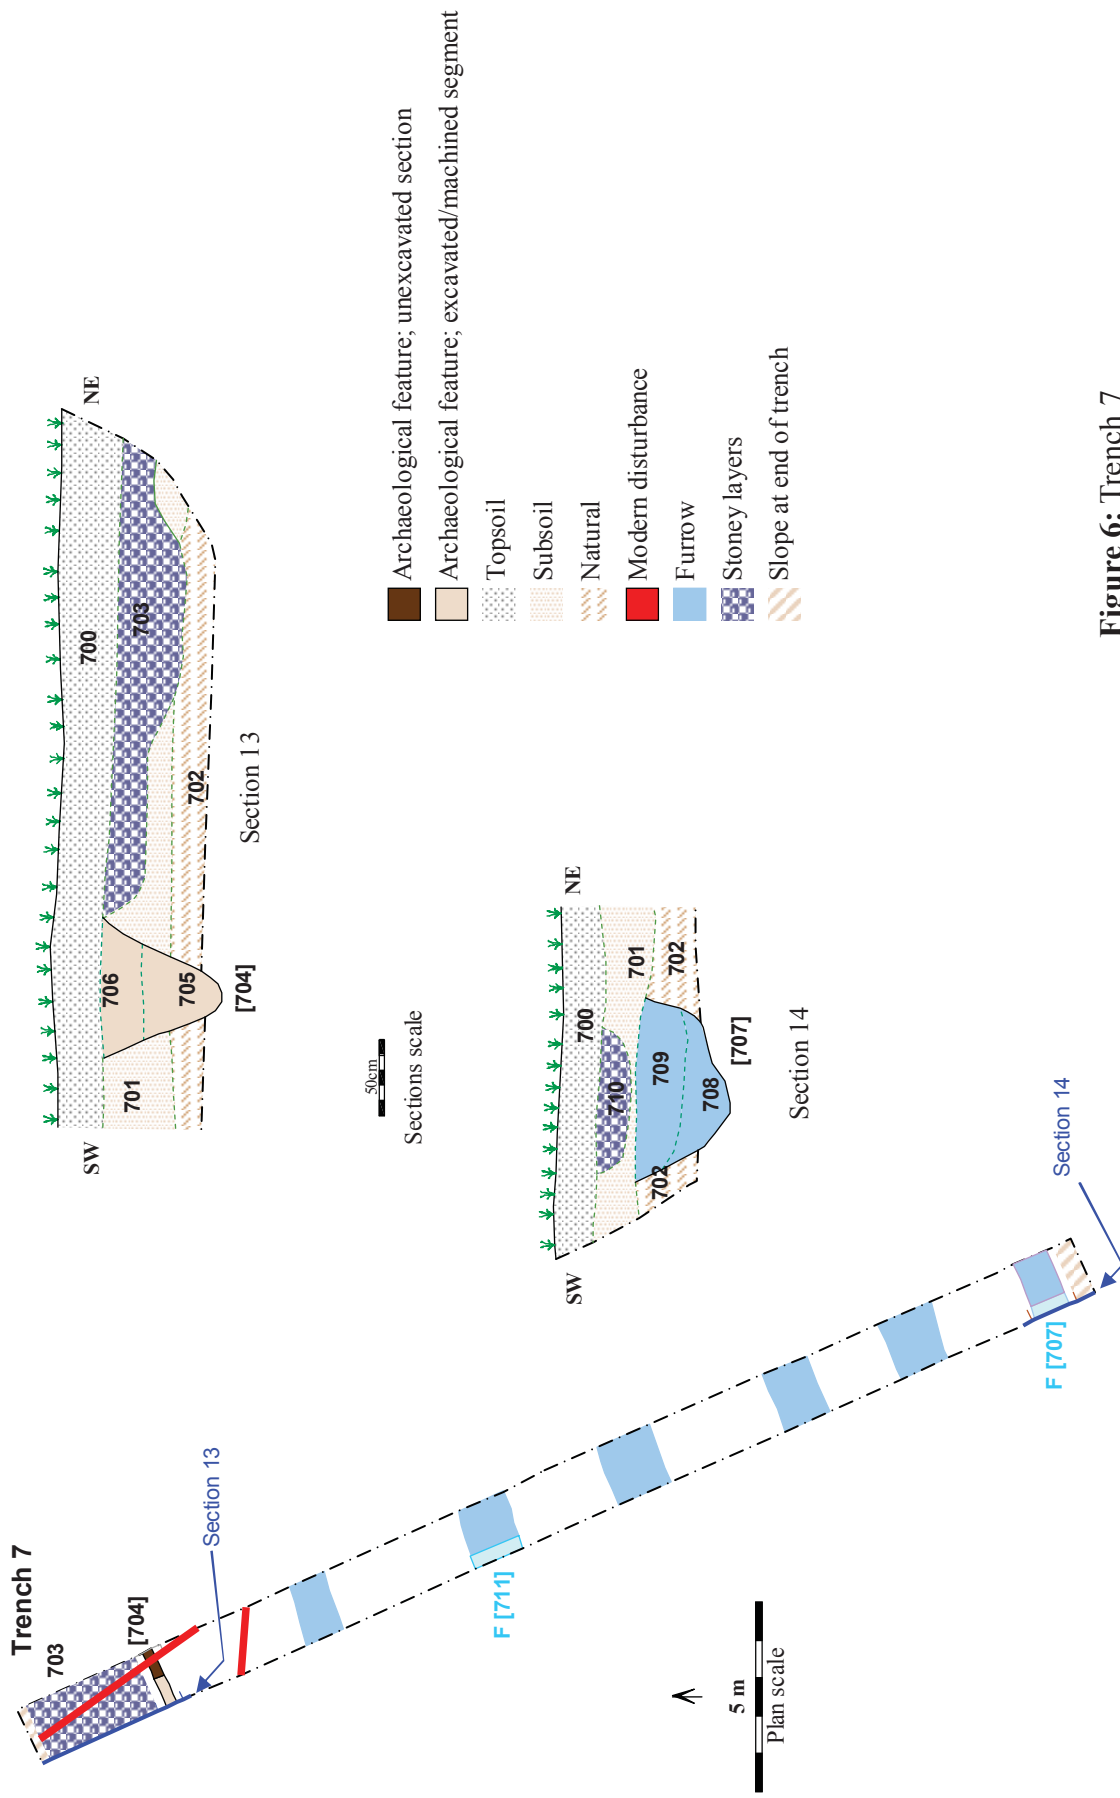 Trench 7
703
[704]
Section 13
F [711]
F [707]
Section 14
5 m
Plan scale
SW
NE
700
703
706
705
701
702
[704]
Section 13
50cm
Sections scale
SW
NE
700
710
701
702
709
708
702
[707]
Section 14
Archaeological feature; unexcavated section
Archaeological feature; excavated/machined segment
Topsoil
Subsoil
Natural
Modern disturbance
Furrow
Stoney layers
Slope at end of trench
Figure 6: Trench 7